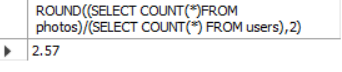 ROUND((SELECT COUNT(*)FROM
photos)/(SELECT COUNT(*) FROM users),2)
2.57